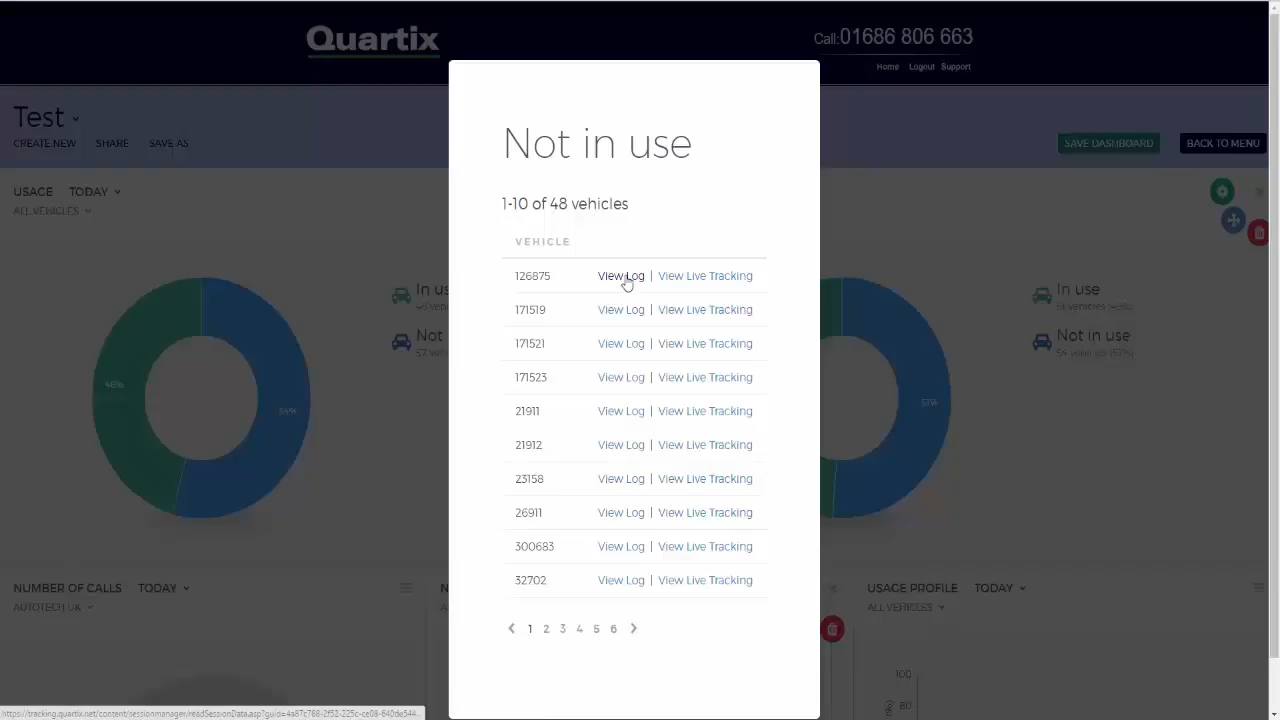 Quartix
Call:01686 806 663
Home Logout Support
Test
CREATE NEW SHARE SAVE AS
SAVE DASHBOARD BACK TO MENU
USAGE TODAY
ALL VEHICLES
46%
54%
Not in use
1-10 of 48 vehicles
VEHICLE
126875 View Log | View Live Tracking
171519 View Log | View Live Tracking
171521 View Log | View Live Tracking
171523 View Log | View Live Tracking
21911 View Log | View Live Tracking
21912 View Log | View Live Tracking
23158 View Log | View Live Tracking
26911 View Log | View Live Tracking
300683 View Log | View Live Tracking
32702 View Log | View Live Tracking
1 2 3 4 5 6
In use
Not in use
NUMBER OF CALLS TODAY
AUTOTECH UK
USAGE PROFILE TODAY
ALL VEHICLES
100
80